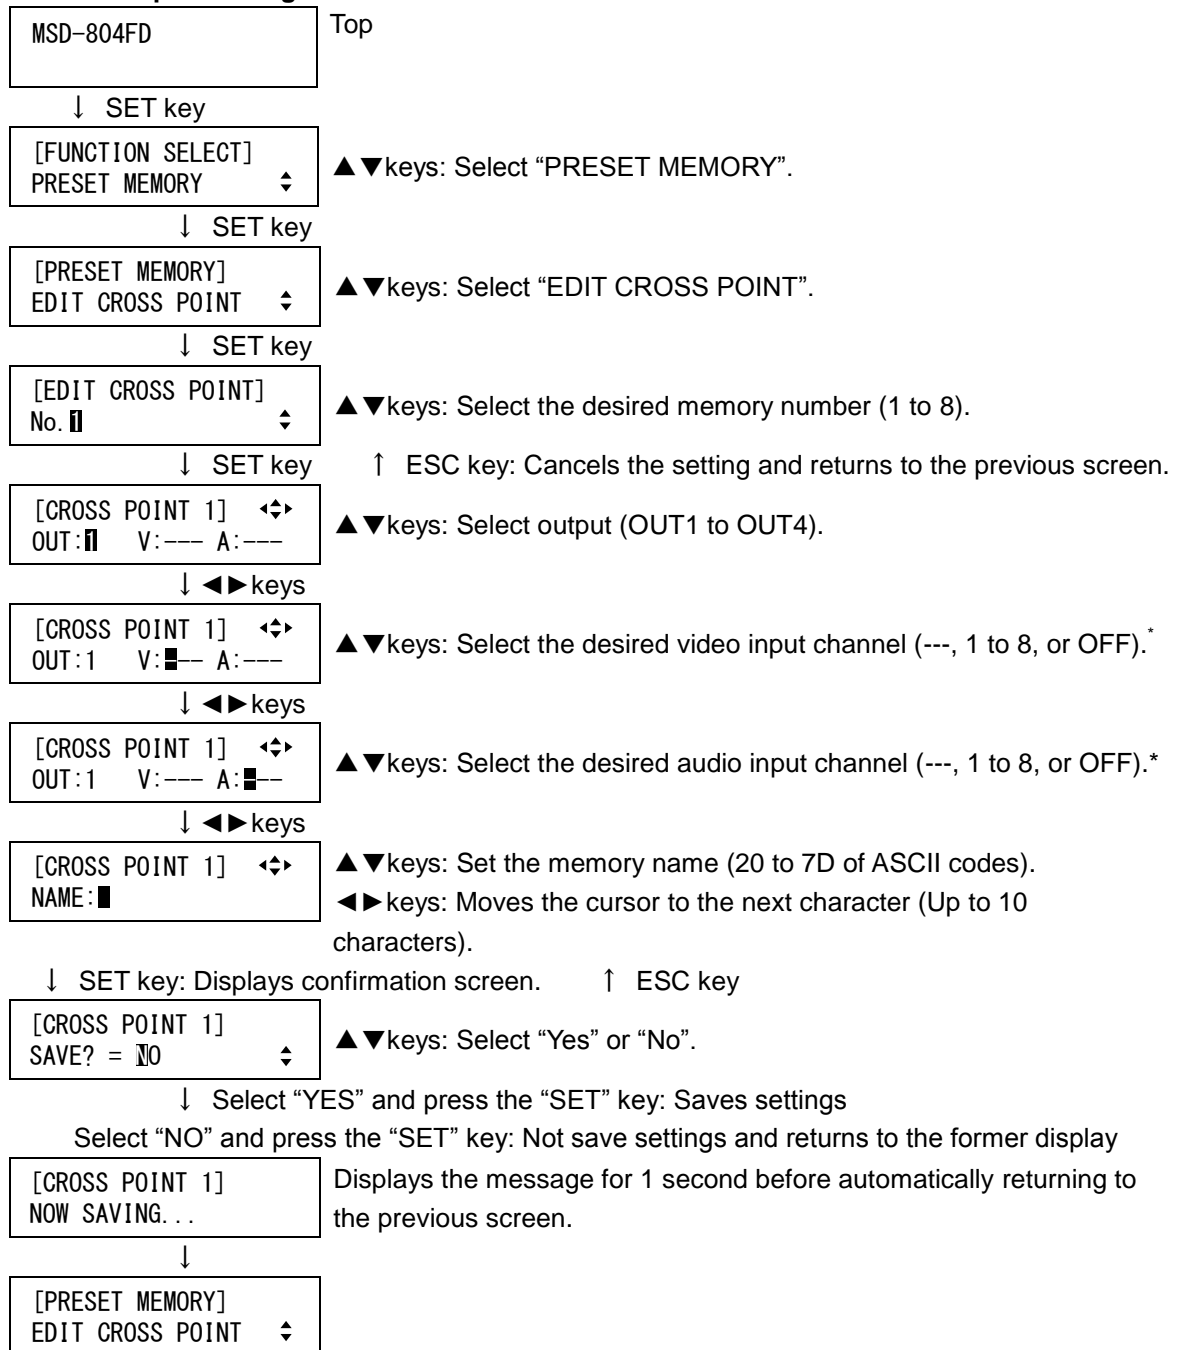 MSD-804FD
Top
↓ SET key
[FUNCTION SELECT]
PRESET MEMORY
▲▼keys: Select “PRESET MEMORY”.
↓ SET key
[PRESET MEMORY]
EDIT CROSS POINT
▲▼keys: Select “EDIT CROSS POINT”.
↓ SET key
[EDIT CROSS POINT]
No.1
▲▼keys: Select the desired memory number (1 to 8).
↓ SET key ↑ ESC key: Cancels the setting and returns to the previous screen.
[CROSS POINT 1]
OUT:1 V:--- A:---
▲▼keys: Select output (OUT1 to OUT4).
↓ ◄►keys
[CROSS POINT 1]
OUT:1 V:--- A:---
▲▼keys: Select the desired video input channel (---, 1 to 8, or OFF).*
↓ ◄►keys
[CROSS POINT 1]
OUT:1 V:--- A:---
▲▼keys: Select the desired audio input channel (---, 1 to 8, or OFF).*
↓ ◄►keys
[CROSS POINT 1]
NAME:
▲▼keys: Set the memory name (20 to 7D of ASCII codes).
◄►keys: Moves the cursor to the next character (Up to 10
characters).
↓ SET key: Displays confirmation screen. ↑ ESC key
[CROSS POINT 1]
SAVE? = NO
▲▼keys: Select “Yes” or “No”.
↓ Select “YES” and press the “SET” key: Saves settings
Select “NO” and press the “SET” key: Not save settings and returns to the former display
[CROSS POINT 1]
NOW SAVING...
Displays the message for 1 second before automatically returning to
the previous screen.
↓
[PRESET MEMORY]
EDIT CROSS POINT